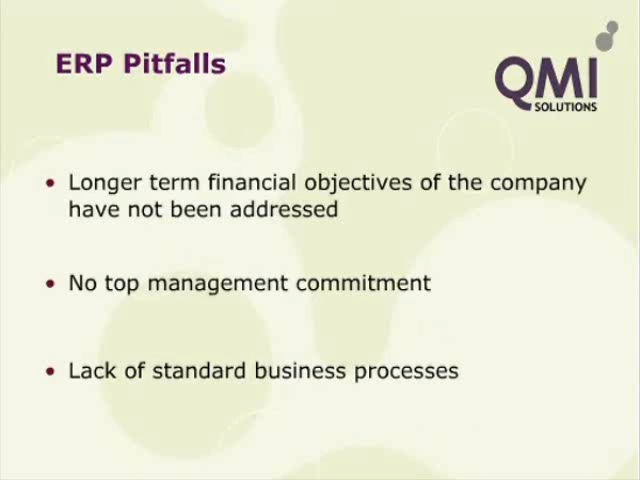 ERP Pitfalls
QMI
SOLUTIONS
• Longer term financial objectives of the company
have not been addressed
• No top management commitment
• Lack of standard business processes